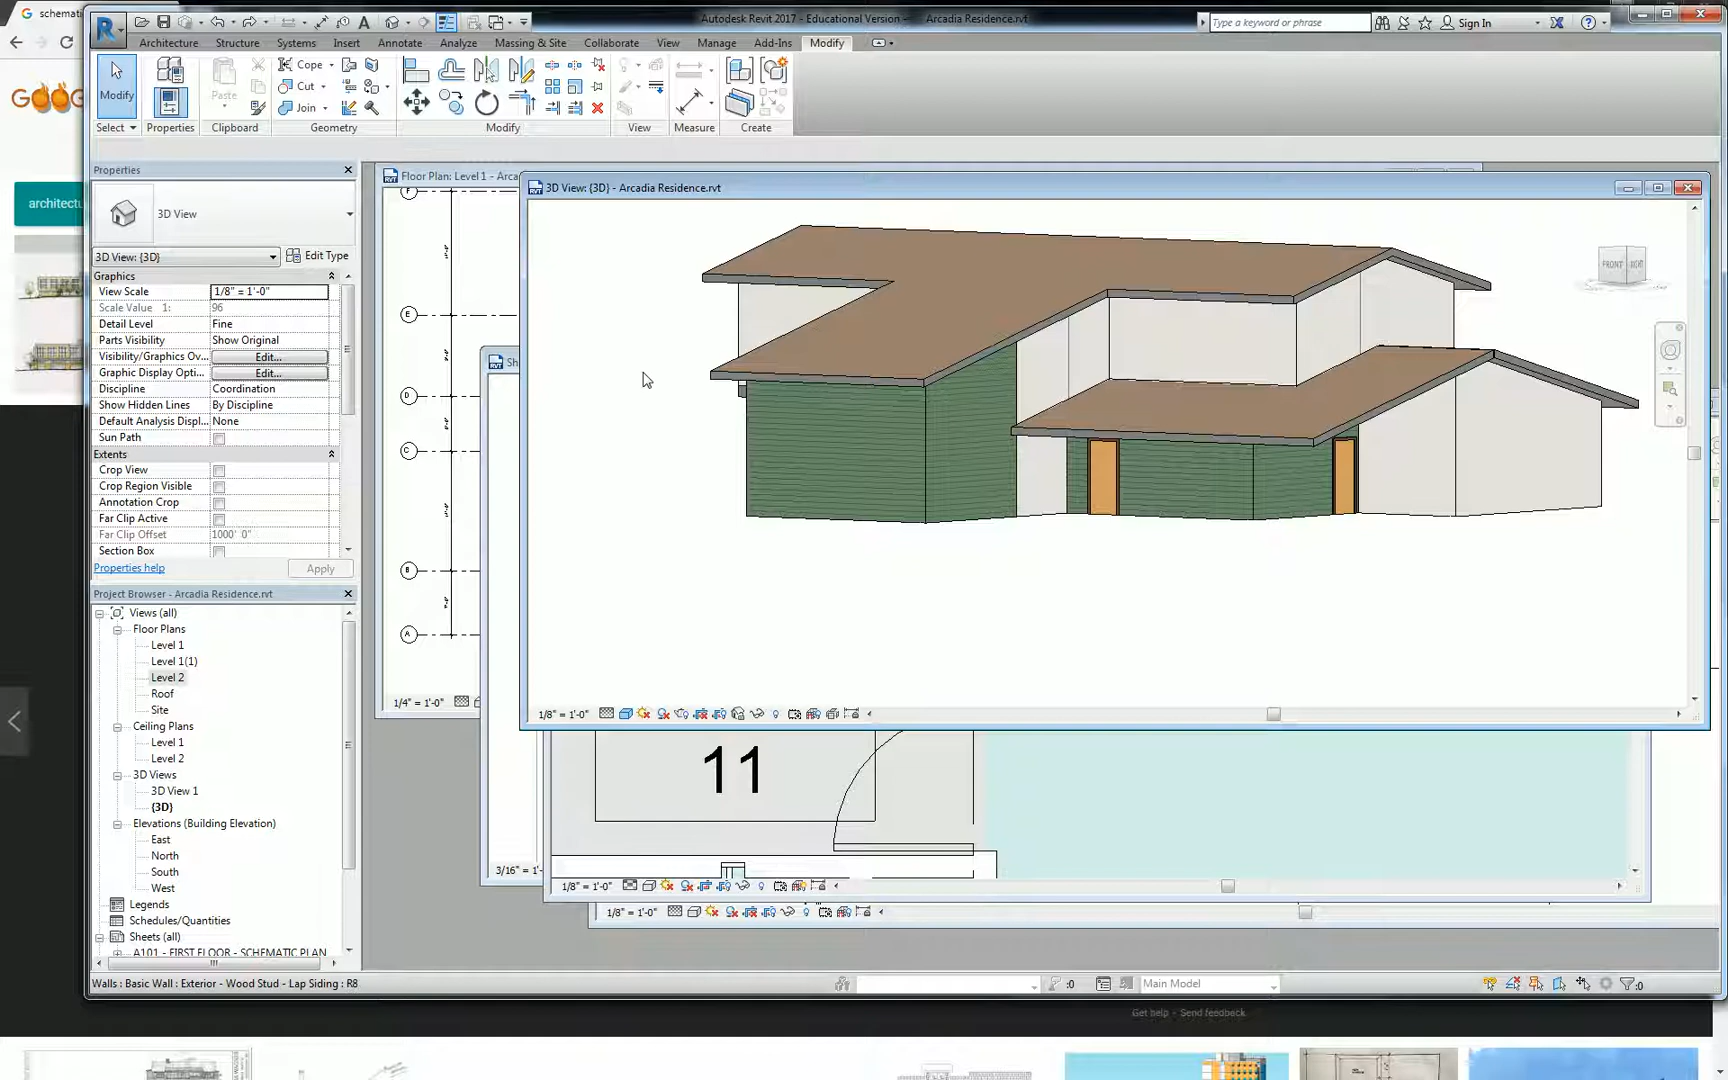 schemati
Autodesk Revit 2017 - Educational Version - Arcadia Residence.rvt
Type a keyword or phrase
Sign In
Architecture Structure Systems Insert Annotate Analyze Massing & Site Collaborate View Manage Add-Ins Modify
Modify
Paste
Cope
Cut
Join
Select Properties Clipboard Geometry Modify View Measure Create
GOOG
architectu
Properties
3D View
3D View: {3D}
Edit Type
Graphics
View Scale 1/8" = 1'-0"
Scale Value 1: 96
Detail Level Fine
Parts Visibility Show Original
Visibility/Graphics Ov... Edit...
Graphic Display Opti... Edit...
Discipline Coordination
Show Hidden Lines By Discipline
Default Analysis Displ... None
Sun Path
Extents
Crop View
Crop Region Visible
Annotation Crop
Far Clip Active
Far Clip Offset 1000' 0"
Section Box
Properties help
Apply
Project Browser - Arcadia Residence.rvt
Views (all)
Floor Plans
Level 1
Level 1(1)
Level 2
Roof
Site
Ceiling Plans
Level 1
Level 2
3D Views
3D View 1
{3D}
Elevations (Building Elevation)
East
North
South
West
Legends
Schedules/Quantities
Sheets (all)
A101 - FIRST FLOOR - SCHEMATIC PLAN
Floor Plan: Level 1 - Arca
F
E
D
C
B
A
1/4" = 1'-0"
Sh
3/16" = 1'-
3D View: {3D} - Arcadia Residence.rvt
FRONT
1/8" = 1'-0"
11
1/8" = 1'-0"
1/8" = 1'-0"
Walls : Basic Wall : Exterior - Wood Stud - Lap Siding : R8
:0
Main Model
:0
Get help - Send feedback